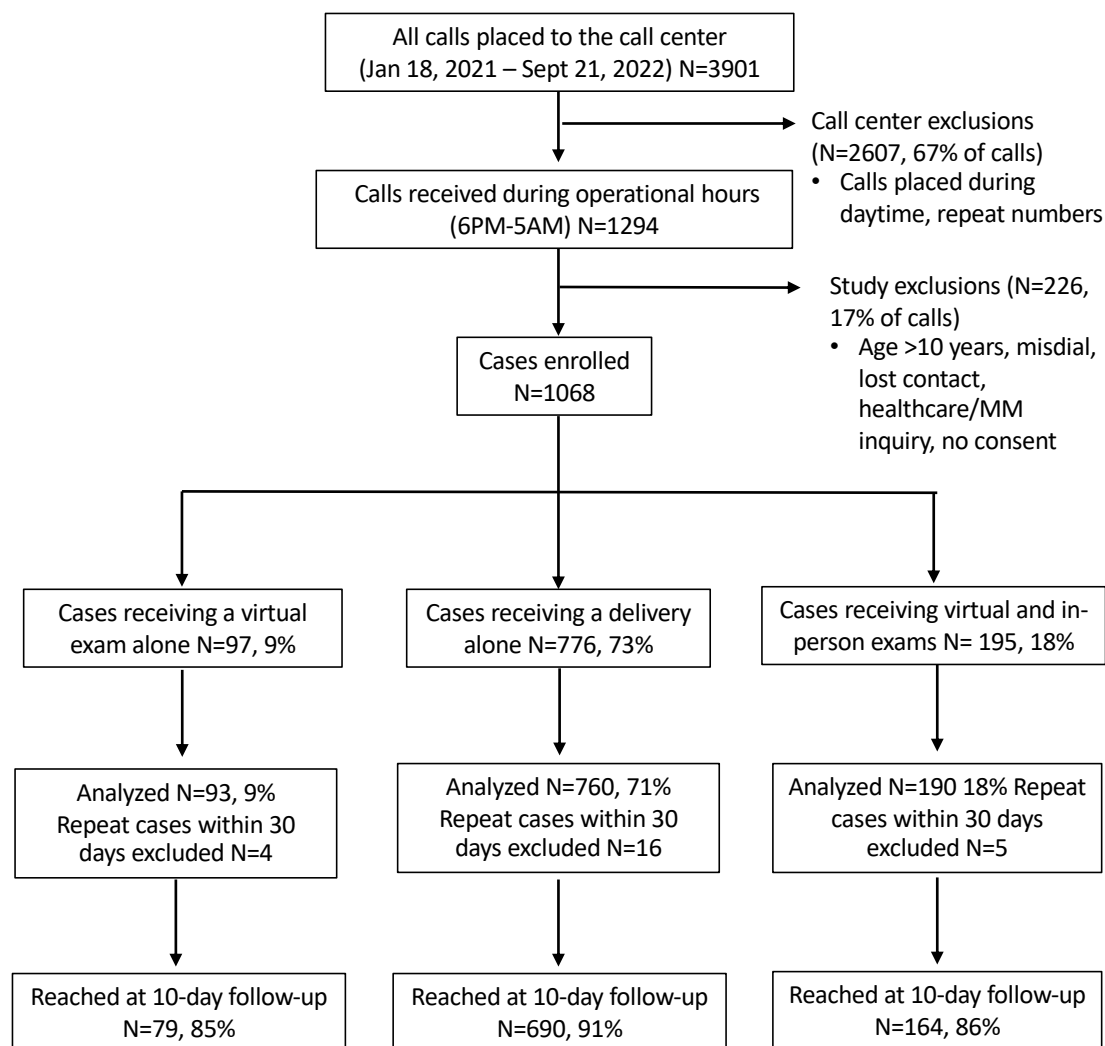 All calls placed to the call center
(Jan 18, 2021 – Sept 21, 2022) N=3901
Call center exclusions
(N=2607, 67% of calls)
• Calls placed during
daytime, repeat numbers
Calls received during operational hours
(6PM-5AM) N=1294
Study exclusions (N=226,
17% of calls)
• Age >10 years, misdial,
lost contact,
healthcare/MM
inquiry, no consent
Cases enrolled
N=1068
Cases receiving a virtual
exam alone N=97, 9%
Cases receiving a delivery
alone N=776, 73%
Cases receiving virtual and in-
person exams N= 195, 18%
Analyzed N=93, 9%
Repeat cases within 30
days excluded N=4
Analyzed N=760, 71%
Repeat cases within 30
days excluded N=16
Analyzed N=190 18% Repeat
cases within 30 days
excluded N=5
Reached at 10-day follow-up
N=79, 85%
Reached at 10-day follow-up
N=690, 91%
Reached at 10-day follow-up
N=164, 86%